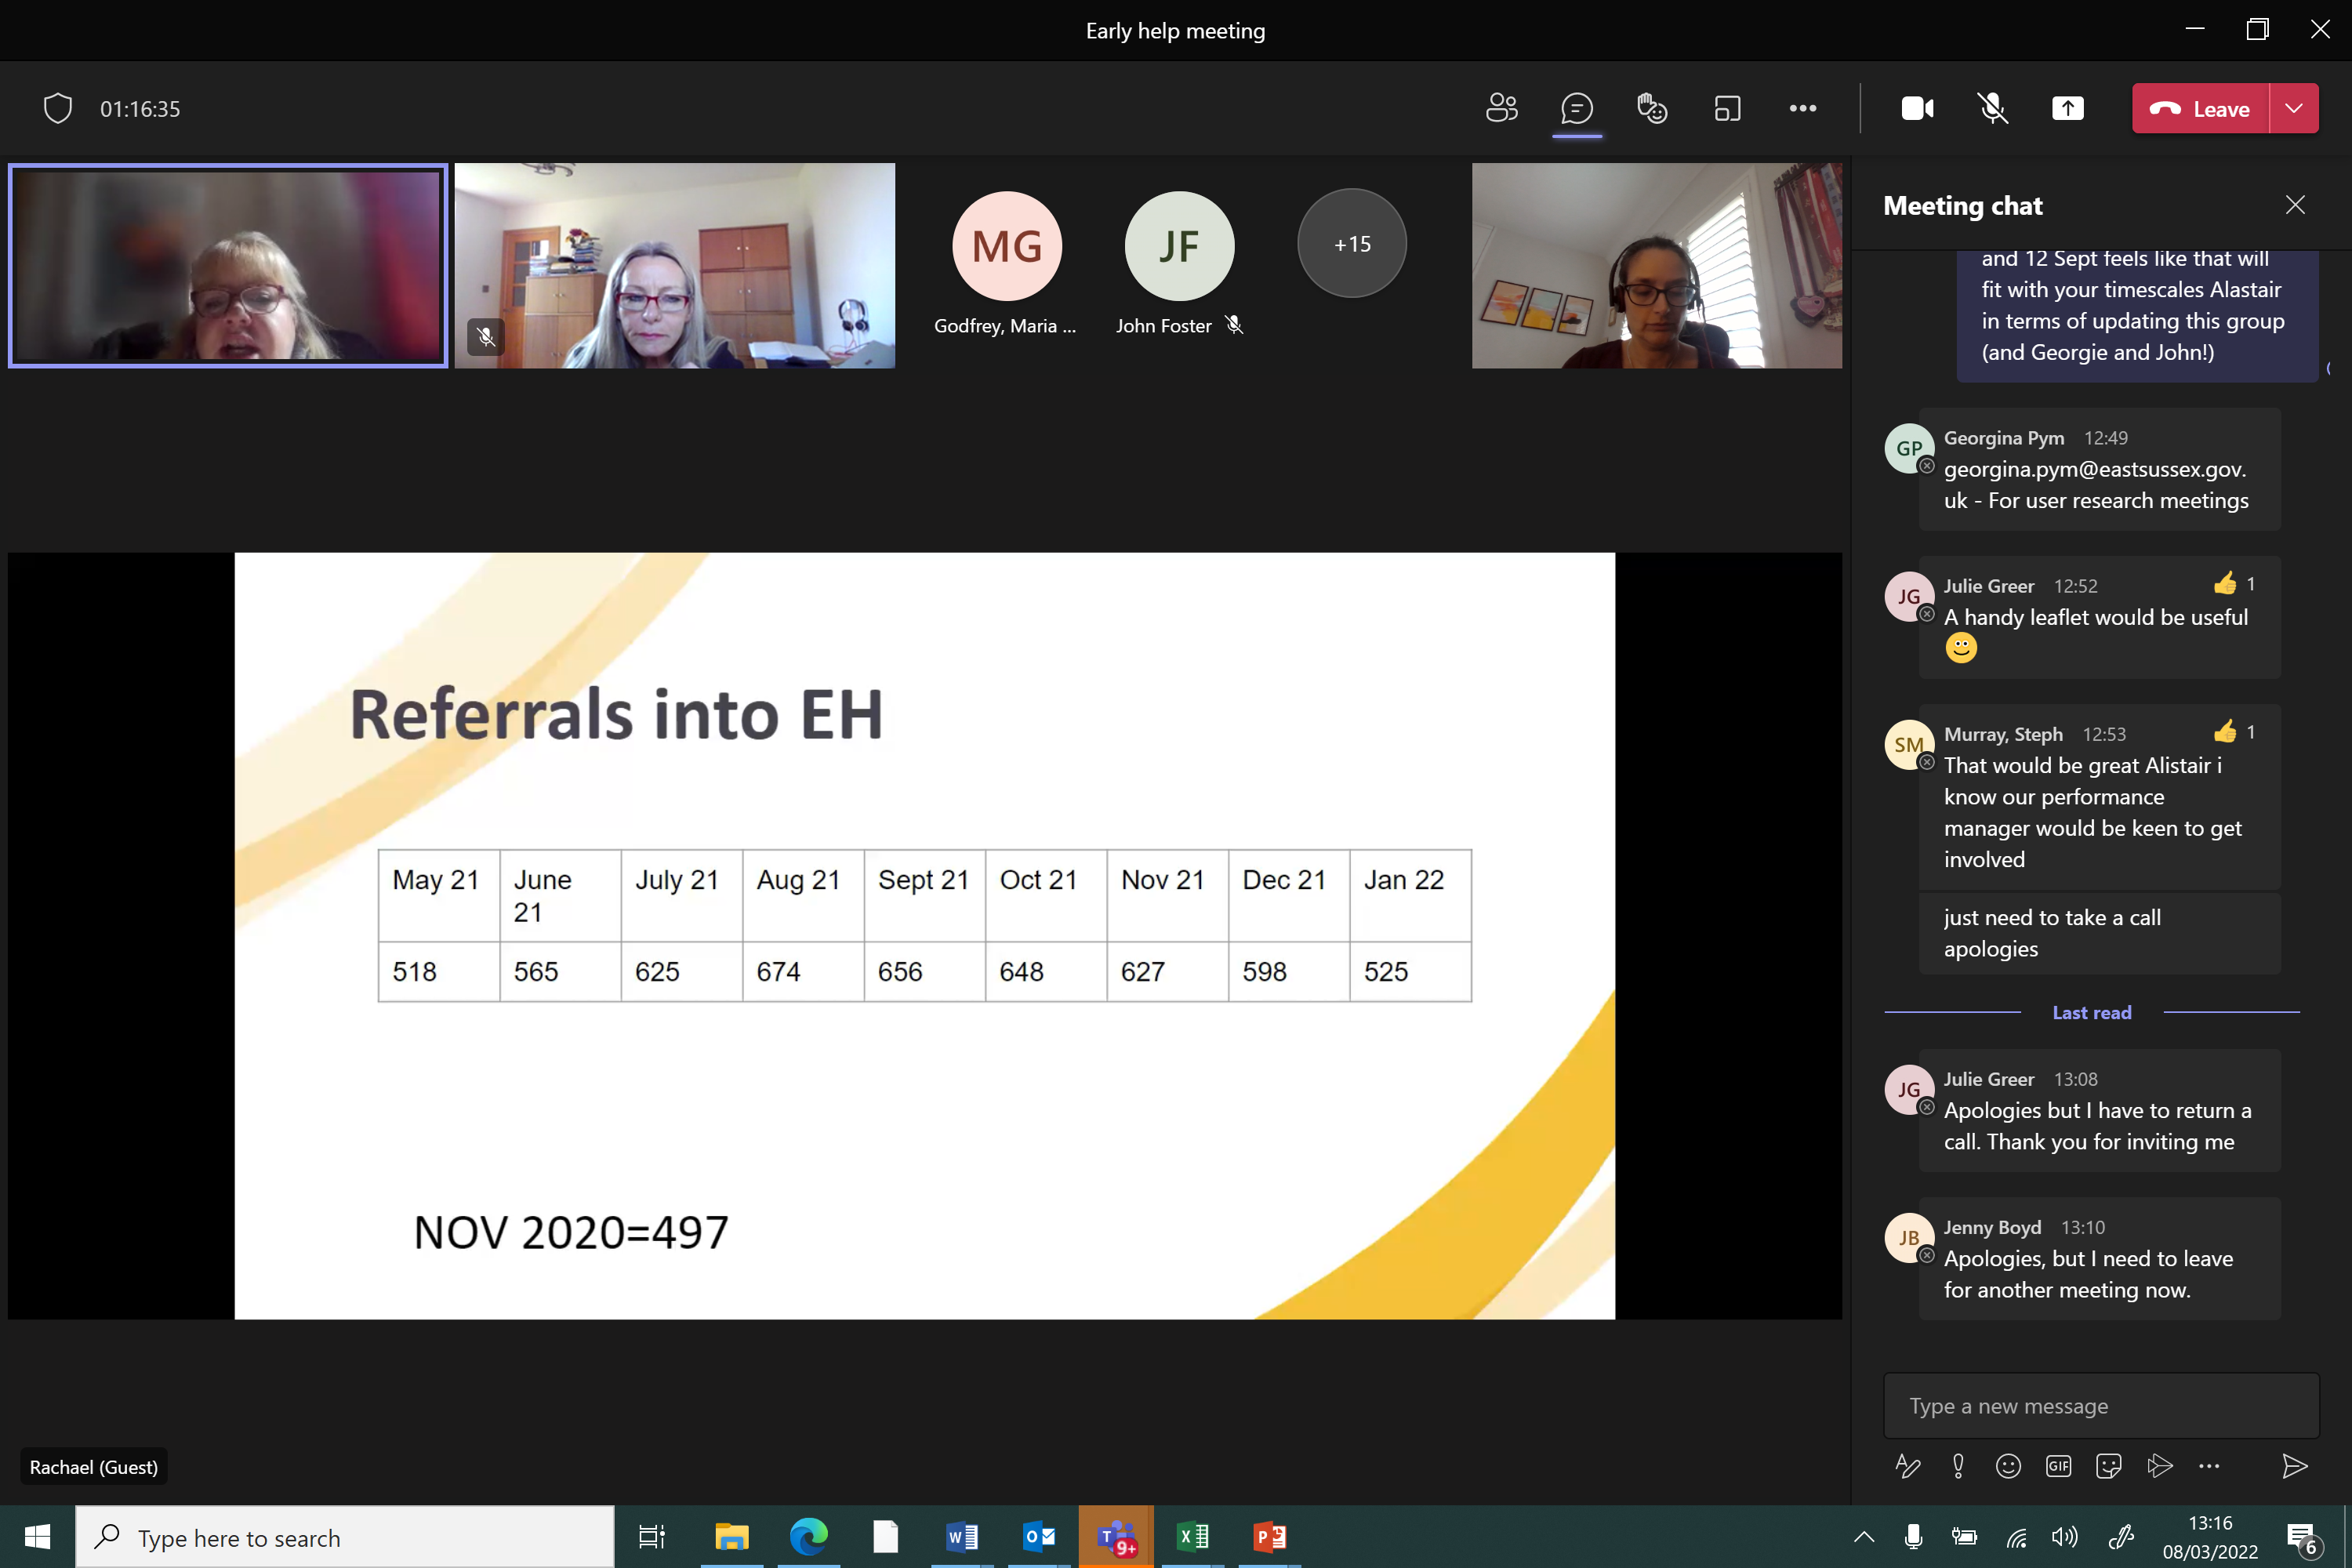 Early help meeting
01:16:35
Leave
MG
Godfrey, Maria ...
JF
John Foster
+15
Referrals into EH
May 21 June 21 July 21 Aug 21 Sept 21 Oct 21 Nov 21 Dec 21 Jan 22
518 565 625 674 656 648 627 598 525
NOV 2020=497
Rachael (Guest)
Meeting chat
and 12 Sept feels like that will
fit with your timescales Alastair
in terms of updating this group
(and Georgie and John!)
GP
Georgina Pym 12:49
georgina.pym@eastsussex.gov.
uk - For user research meetings
JG
Julie Greer 12:52 1
A handy leaflet would be useful
SM
Murray, Steph 12:53 1
That would be great Alistair i
know our performance
manager would be keen to get
involved
just need to take a call
apologies
Last read
JG
Julie Greer 13:08
Apologies but I have to return a
call. Thank you for inviting me
JB
Jenny Boyd 13:10
Apologies, but I need to leave
for another meeting now.
Type a new message
GIF
Type here to search
W
O
T
9+
X
P
13:16
08/03/2022
6